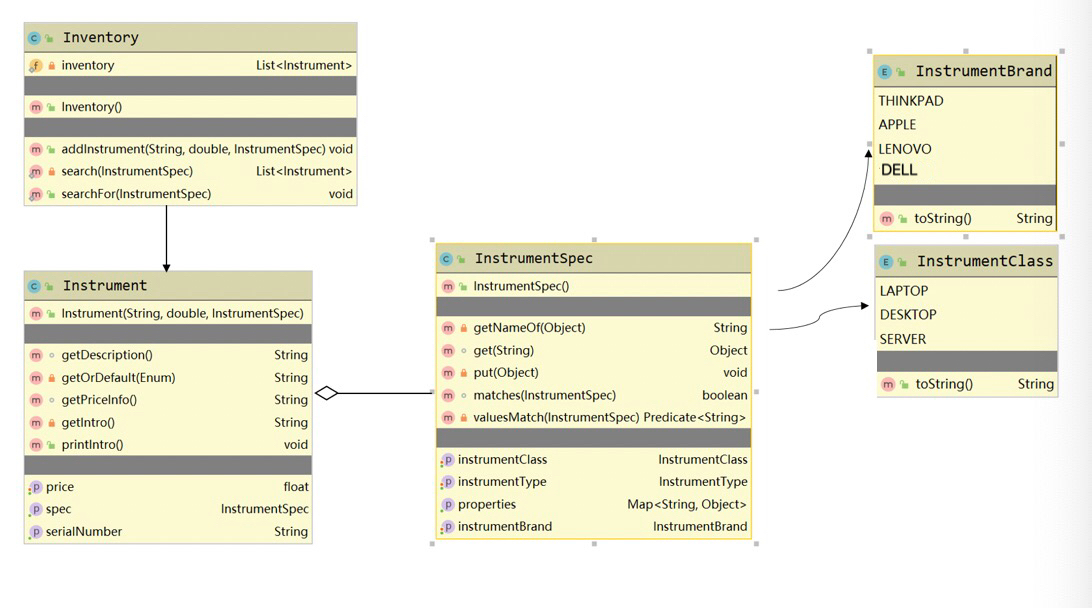 Inventory
inventory List<Instrument>
Inventory()
addInstrument(String, double, InstrumentSpec) void
search(InstrumentSpec) List<Instrument>
searchFor(InstrumentSpec) void
Instrument
Instrument(String, double, InstrumentSpec)
getDescription() String
getOrDefault(Enum) String
getPriceInfo() String
getIntro() String
printIntro() void
price float
spec InstrumentSpec
serialNumber String
InstrumentSpec
InstrumentSpec()
getNameOf(Object) String
get(String) Object
put(Object) void
matches(InstrumentSpec) boolean
valuesMatch(InstrumentSpec) Predicate<String>
instrumentClass InstrumentClass
instrumentType InstrumentType
properties Map<String, Object>
instrumentBrand InstrumentBrand
InstrumentBrand
THINKPAD
APPLE
LENOVO
DELL
toString() String
InstrumentClass
LAPTOP
DESKTOP
SERVER
toString() String